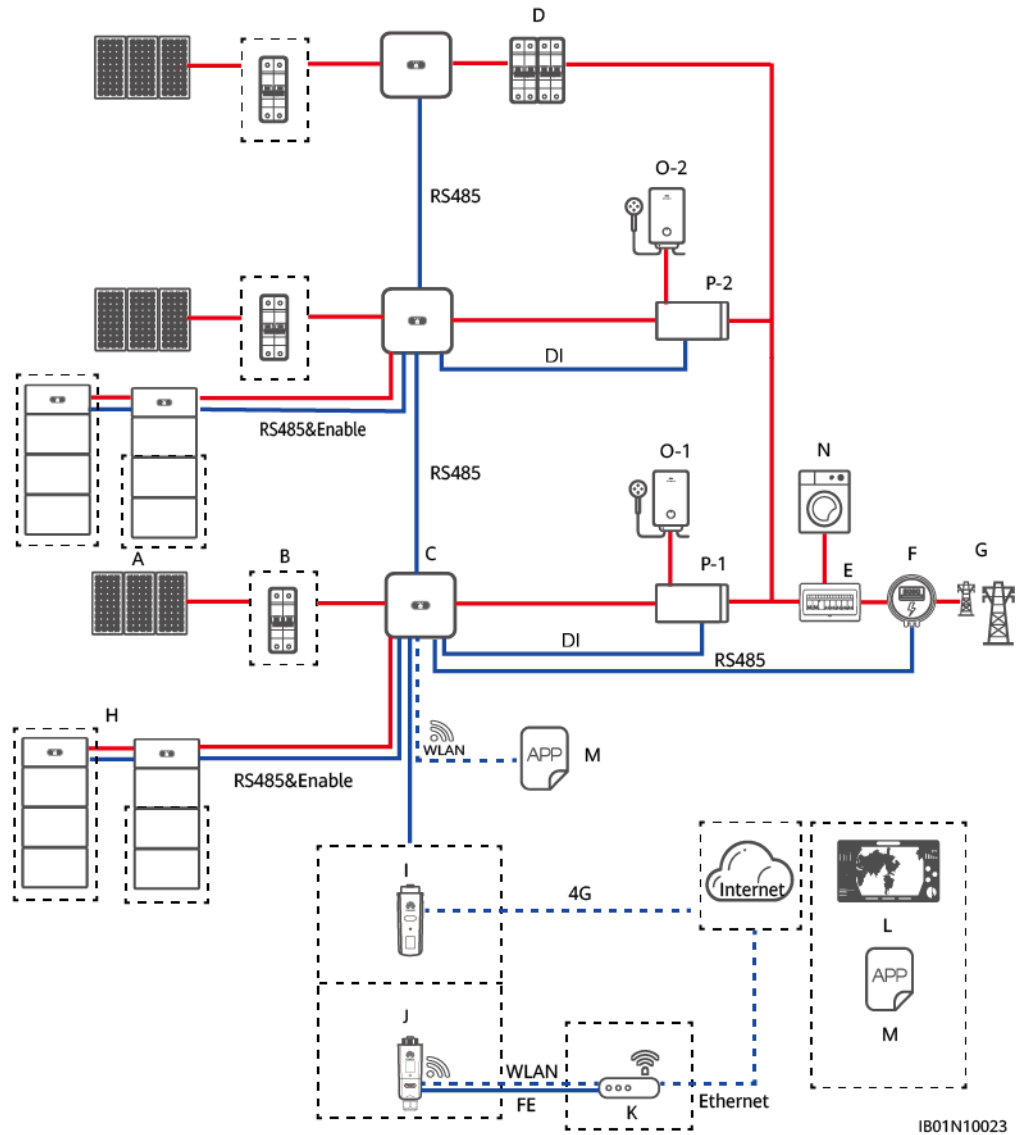 D
RS485
O-2
P-2
DI
RS485&Enable
RS485
O-1
N
A
B
C
P-1
E
F
G
DI
RS485
H
WLAN
APP
M
RS485&Enable
I
4G
Internet
L
APP
M
J
WLAN
FE
K
Ethernet
IB01N10023